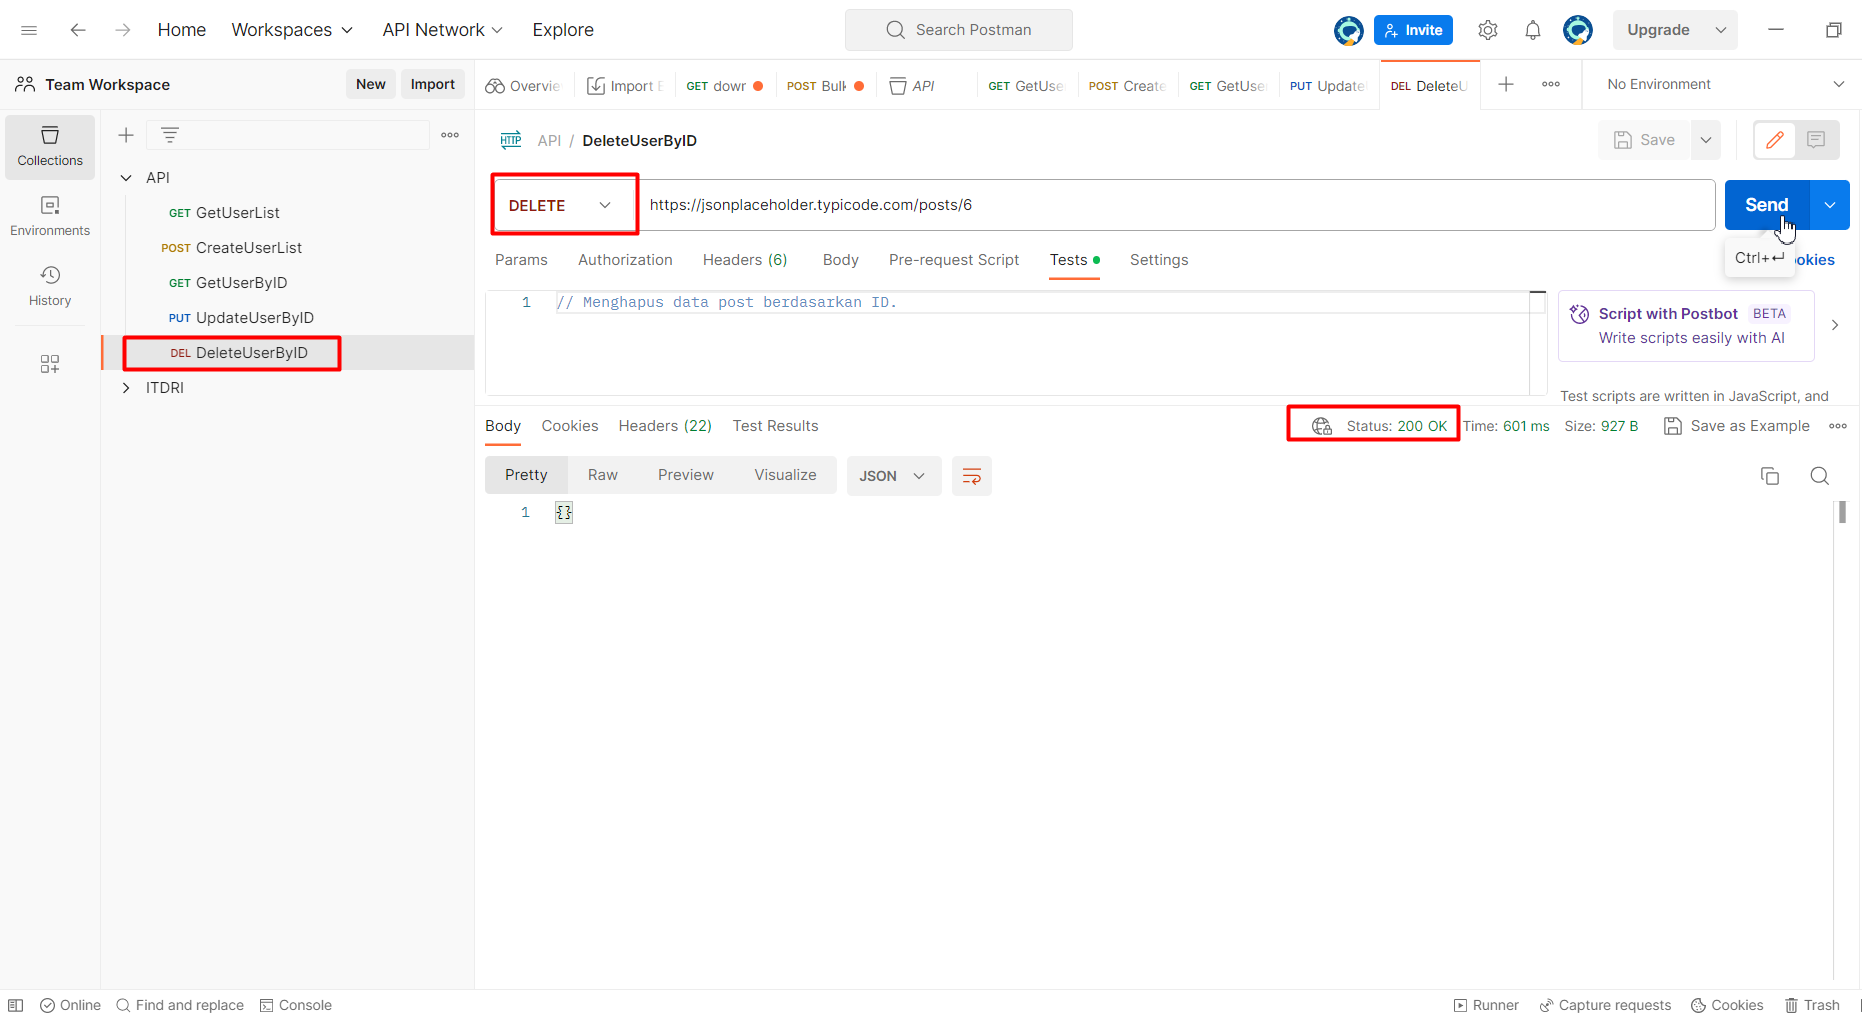 Home Workspaces API Network Explore Search Postman Invite Upgrade
Team Workspace New Import Overvie Import E GET down POST Bulk API GET GetUse POST Create GET GetUse PUT Update DEL DeleteU No Environment
Collections
Environments
History
API
GET GetUserList
POST CreateUserList
GET GetUserByID
PUT UpdateUserByID
DEL DeleteUserByID
ITDRI
HTTP API / DeleteUserByID Save
DELETE https://jsonplaceholder.typicode.com/posts/6 Send
Ctrl+↵
Params Authorization Headers (6) Body Pre-request Script Tests Settings ookies
1 // Menghapus data post berdasarkan ID.
Script with Postbot BETA
Write scripts easily with AI
Test scripts are written in JavaScript, and
Body Cookies Headers (22) Test Results Status: 200 OK Time: 601 ms Size: 927 B Save as Example
Pretty Raw Preview Visualize JSON
1 {}
Online Find and replace Console Runner Capture requests Cookies Trash